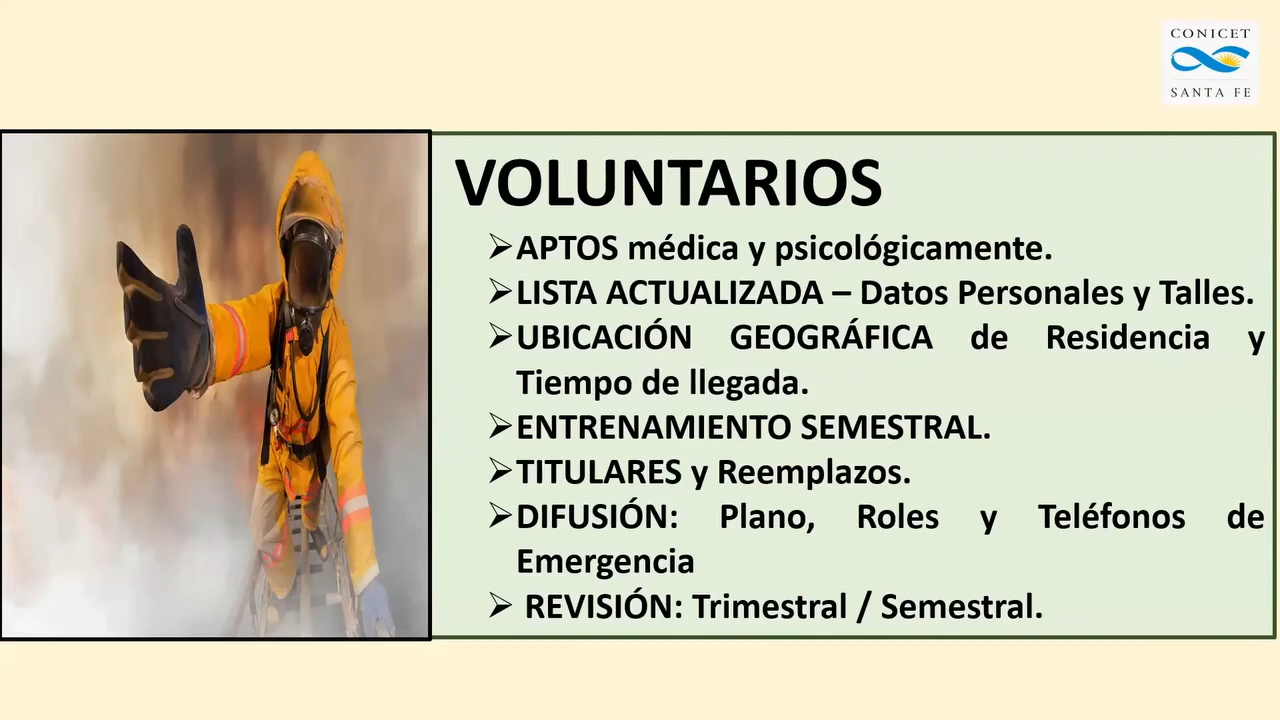 CONICET
SANTA FE
VOLUNTARIOS
➢APTOS médica y psicológicamente.
➢LISTA ACTUALIZADA – Datos Personales y Talles.
➢UBICACIÓN GEOGRÁFICA de Residencia y
Tiempo de llegada.
➢ENTRENAMIENTO SEMESTRAL.
➢TITULARES y Reemplazos.
➢DIFUSIÓN: Plano, Roles y Teléfonos de
Emergencia
➢ REVISIÓN: Trimestral / Semestral.